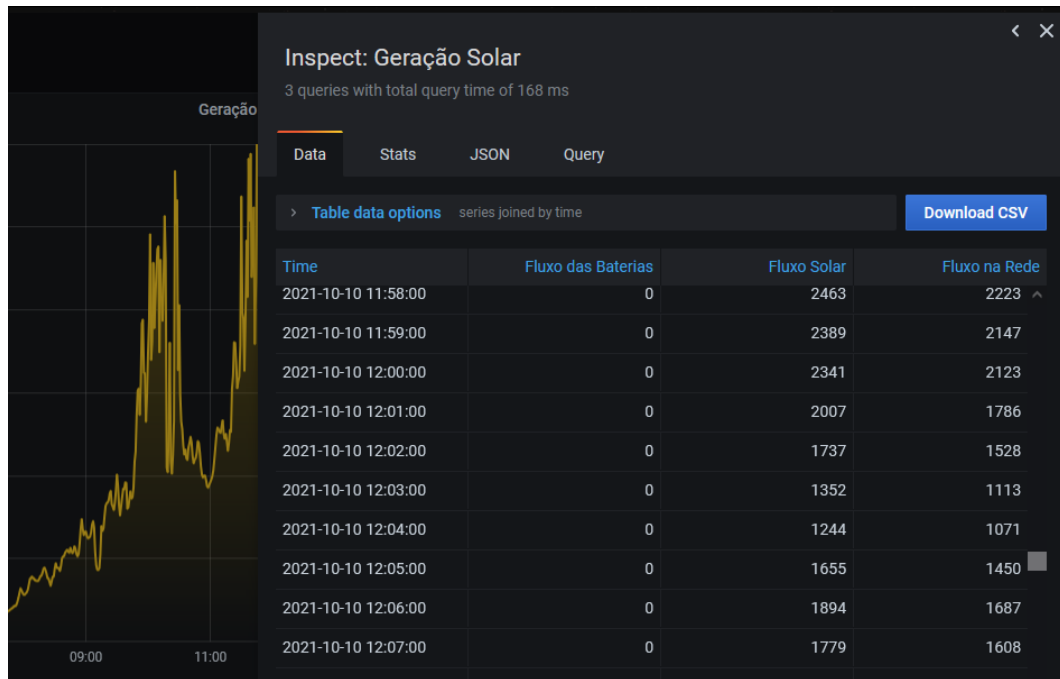 Inspect: Geração Solar
3 queries with total query time of 168 ms
Geração
Data Stats JSON Query
Table data options series joined by time Download CSV
Time Fluxo das Baterias Fluxo Solar Fluxo na Rede
2021-10-10 11:58:00 0 2463 2223
2021-10-10 11:59:00 0 2389 2147
2021-10-10 12:00:00 0 2341 2123
2021-10-10 12:01:00 0 2007 1786
2021-10-10 12:02:00 0 1737 1528
2021-10-10 12:03:00 0 1352 1113
2021-10-10 12:04:00 0 1244 1071
2021-10-10 12:05:00 0 1655 1450
2021-10-10 12:06:00 0 1894 1687
2021-10-10 12:07:00 0 1779 1608
09:00 11:00